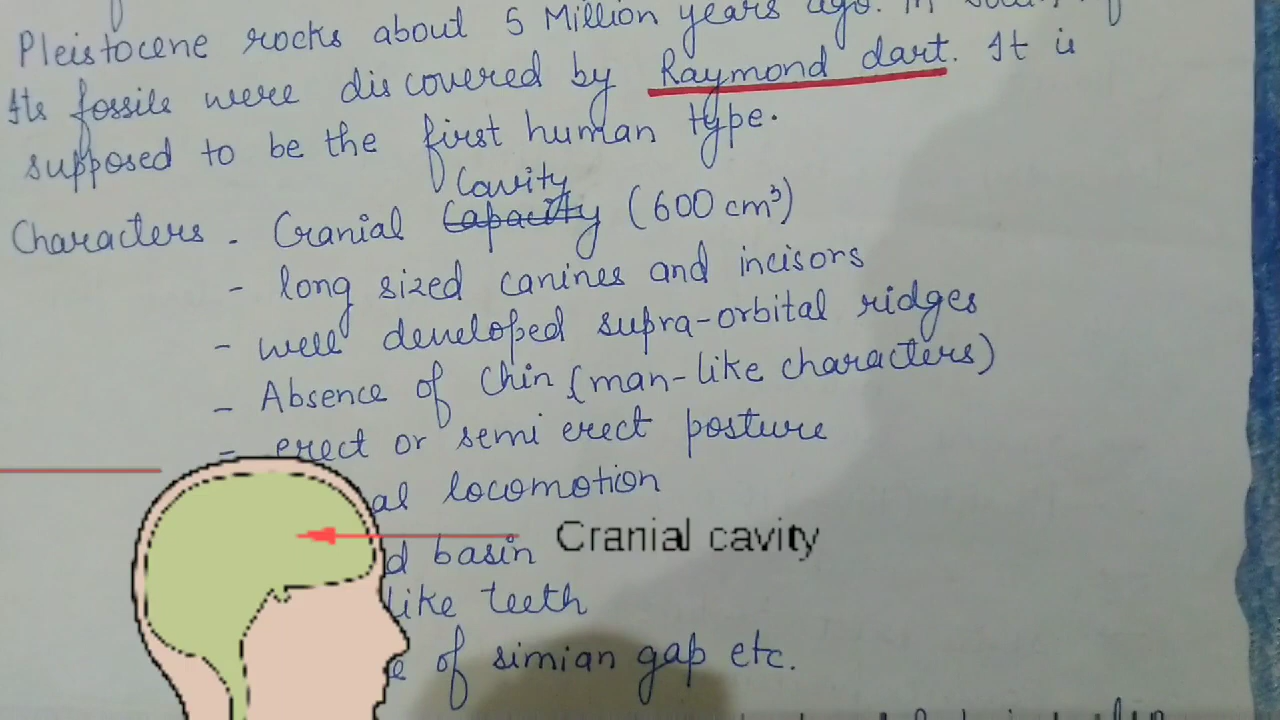 Pleistocene rocks about 5 Million years ago. In
Its fossils were discovered by Raymond dart. It is
supposed to be the first human type.
Cavity
Characters - Cranial Capacity (600 cm³)
- long sized canines and incisors
- well developed supra-orbital ridges
- Absence of chin (man-like characters)
- erect or semi erect posture
al locomotion
Cranial cavity
d basin
like teeth
of simian gap etc.